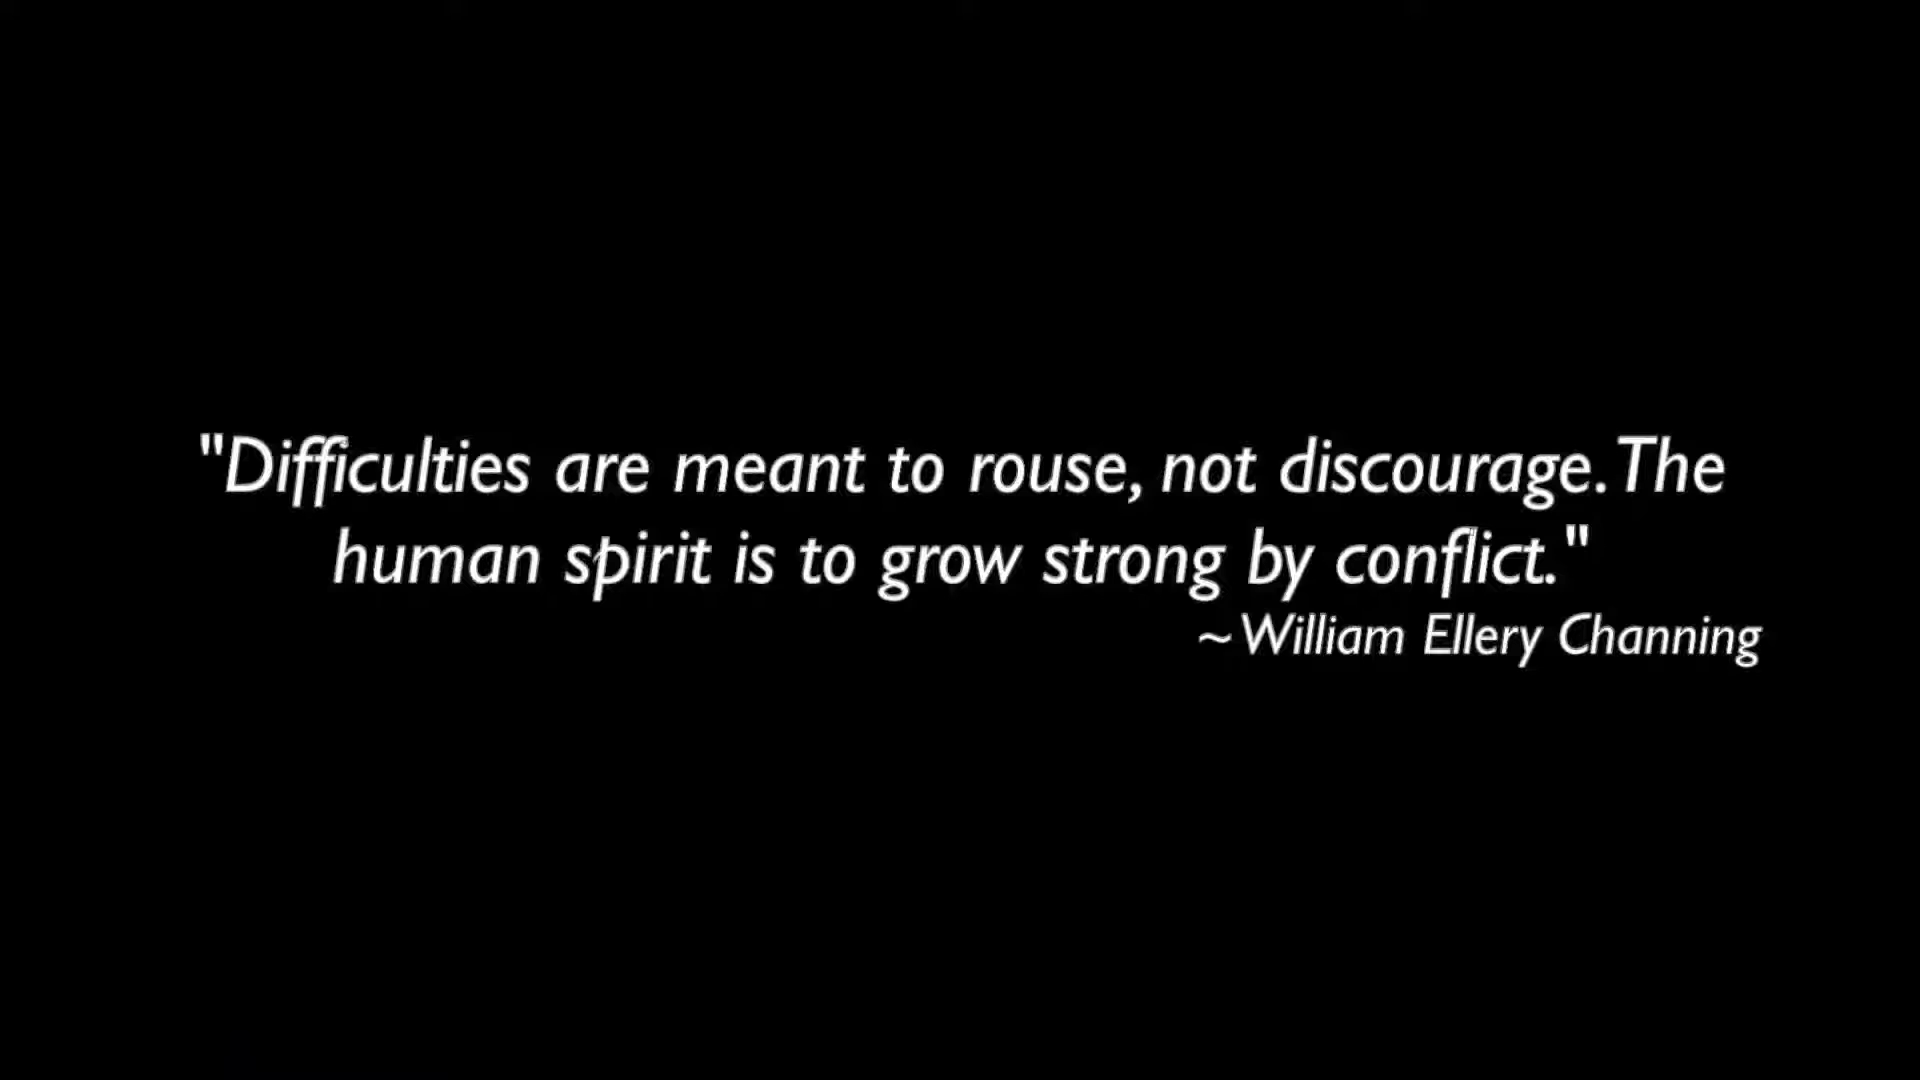 "Difficulties are meant to rouse, not discourage. The
human spirit is to grow strong by conflict."
~ William Ellery Channing